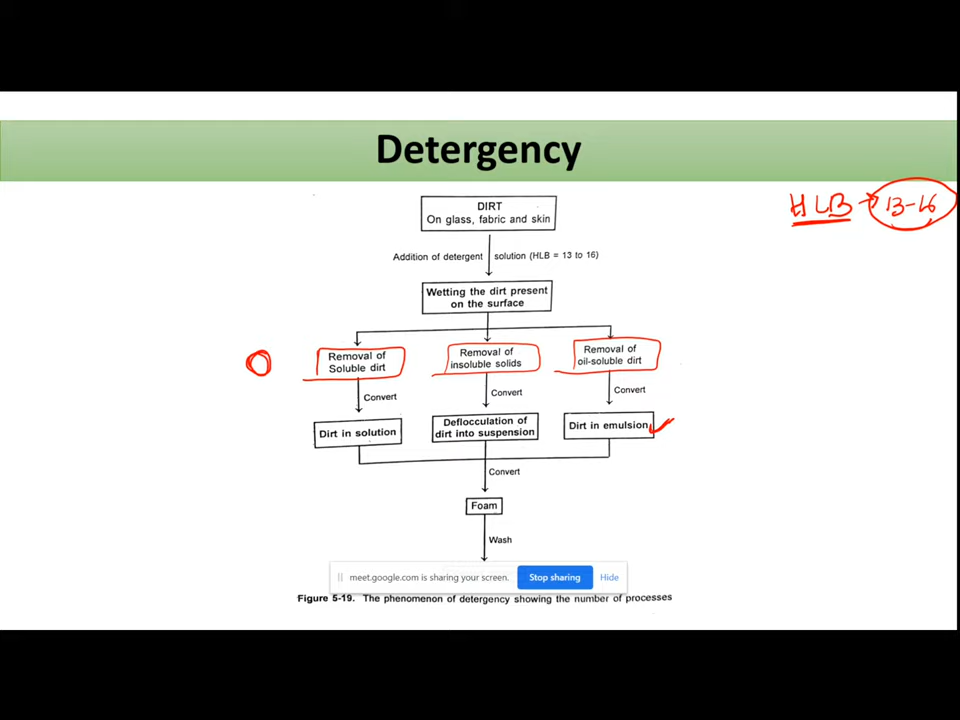 Detergency
HLB → 13-16
DIRT
On glass, fabric and skin
Addition of detergent solution (HLB = 13 to 16)
Wetting the dirt present
on the surface
Removal of
Soluble dirt
Removal of
insoluble solids
Removal of
oil-soluble dirt
Convert
Convert
Convert
Dirt in solution
Deflocculation of
dirt into suspension
Dirt in emulsion
Convert
Foam
Wash
meet.google.com is sharing your screen.
Stop sharing
Hide
Figure 5-19. The phenomenon of detergency showing the number of processes